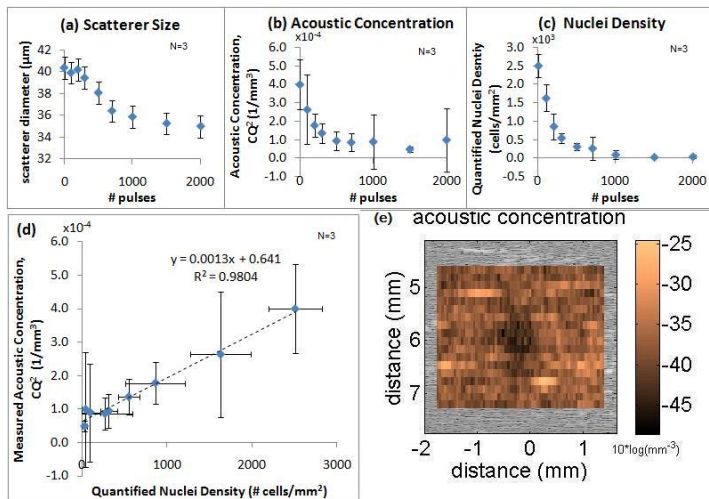 (a) Scatterer Size
N=3
scatterer diameter (µm)
42
40
38
36
34
32
0
1000
2000
# pulses
(b) Acoustic Concentration
x10⁻⁴
N=3
Acoustic Concentration,
CQ² (1/mm³)
6.0
5.0
4.0
3.0
2.0
1.0
0.0
-1.0
0
1000
2000
# pulses
(c) Nuclei Density
x10³
N=3
Quantified Nuclei Desntiy
(cells/mm²)
3.0
2.5
2.0
1.5
1.0
0.5
0.0
-0.5
0
1000
2000
# pulses
(d)
x10⁻⁴
N=3
y = 0.0013x + 0.641
R² = 0.9804
Measured Acoustic Concentration,
CQ² (1/mm³)
6.0
5.0
4.0
3.0
2.0
1.0
0.0
-1.0
0
1000
2000
3000
Quantified Nuclei Density (# cells/mm²)
(e) acoustic concentration
distance (mm)
5
6
7
-2
-1
0
1
distance (mm)
-25
-30
-35
-40
-45
10*log(mm⁻³)